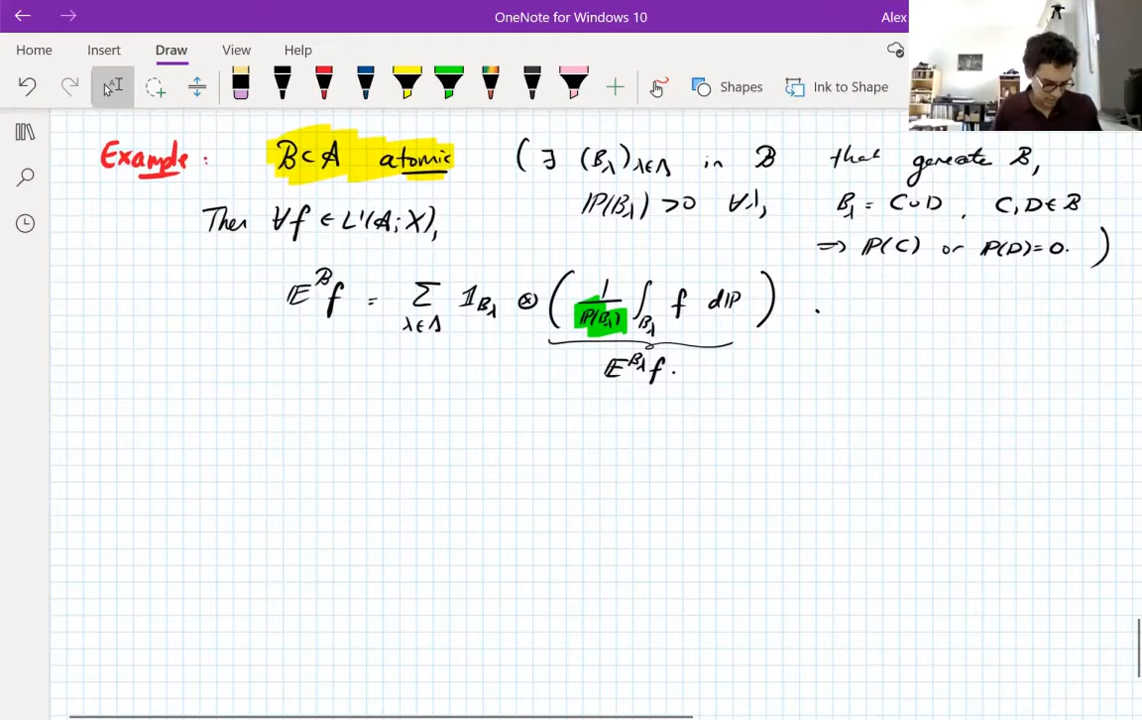 OneNote for Windows 10
Alex
Home Insert Draw View Help
Shapes
Ink to Shape
Example: ℬ⊂𝒜 atomic (∃ (B_λ)_{λ∈Λ} in ℬ that generate ℬ,
ℙ(B_λ) >0 ∀λ, B_λ = C∪D, C,D∈ℬ
⇒ ℙ(C) or ℙ(D)=0.)
Then ∀f ∈ L¹(𝒜;X),
𝔼^ℬ f = Σ_{λ∈Λ} 𝟙_{B_λ} ⊗ (1/ℙ(B_λ) ∫_{B_λ} f dℙ).
𝔼^{B_λ} f.